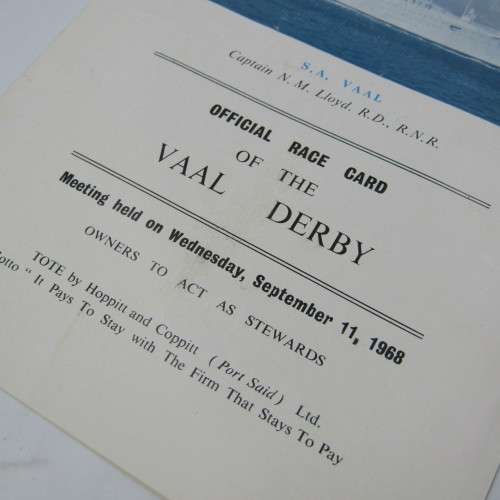 S.A. VAAL
Captain N. M. Lloyd. R.D., R.N.R.
OFFICIAL RACE CARD
OF THE
VAAL DERBY
Meeting held on Wednesday, September 11, 1968
OWNERS TO ACT AS STEWARDS
TOTE by Hoppitt and Coppitt (Port Said) Ltd.
otto "It Pays To Stay with The Firm That Stays To Pay